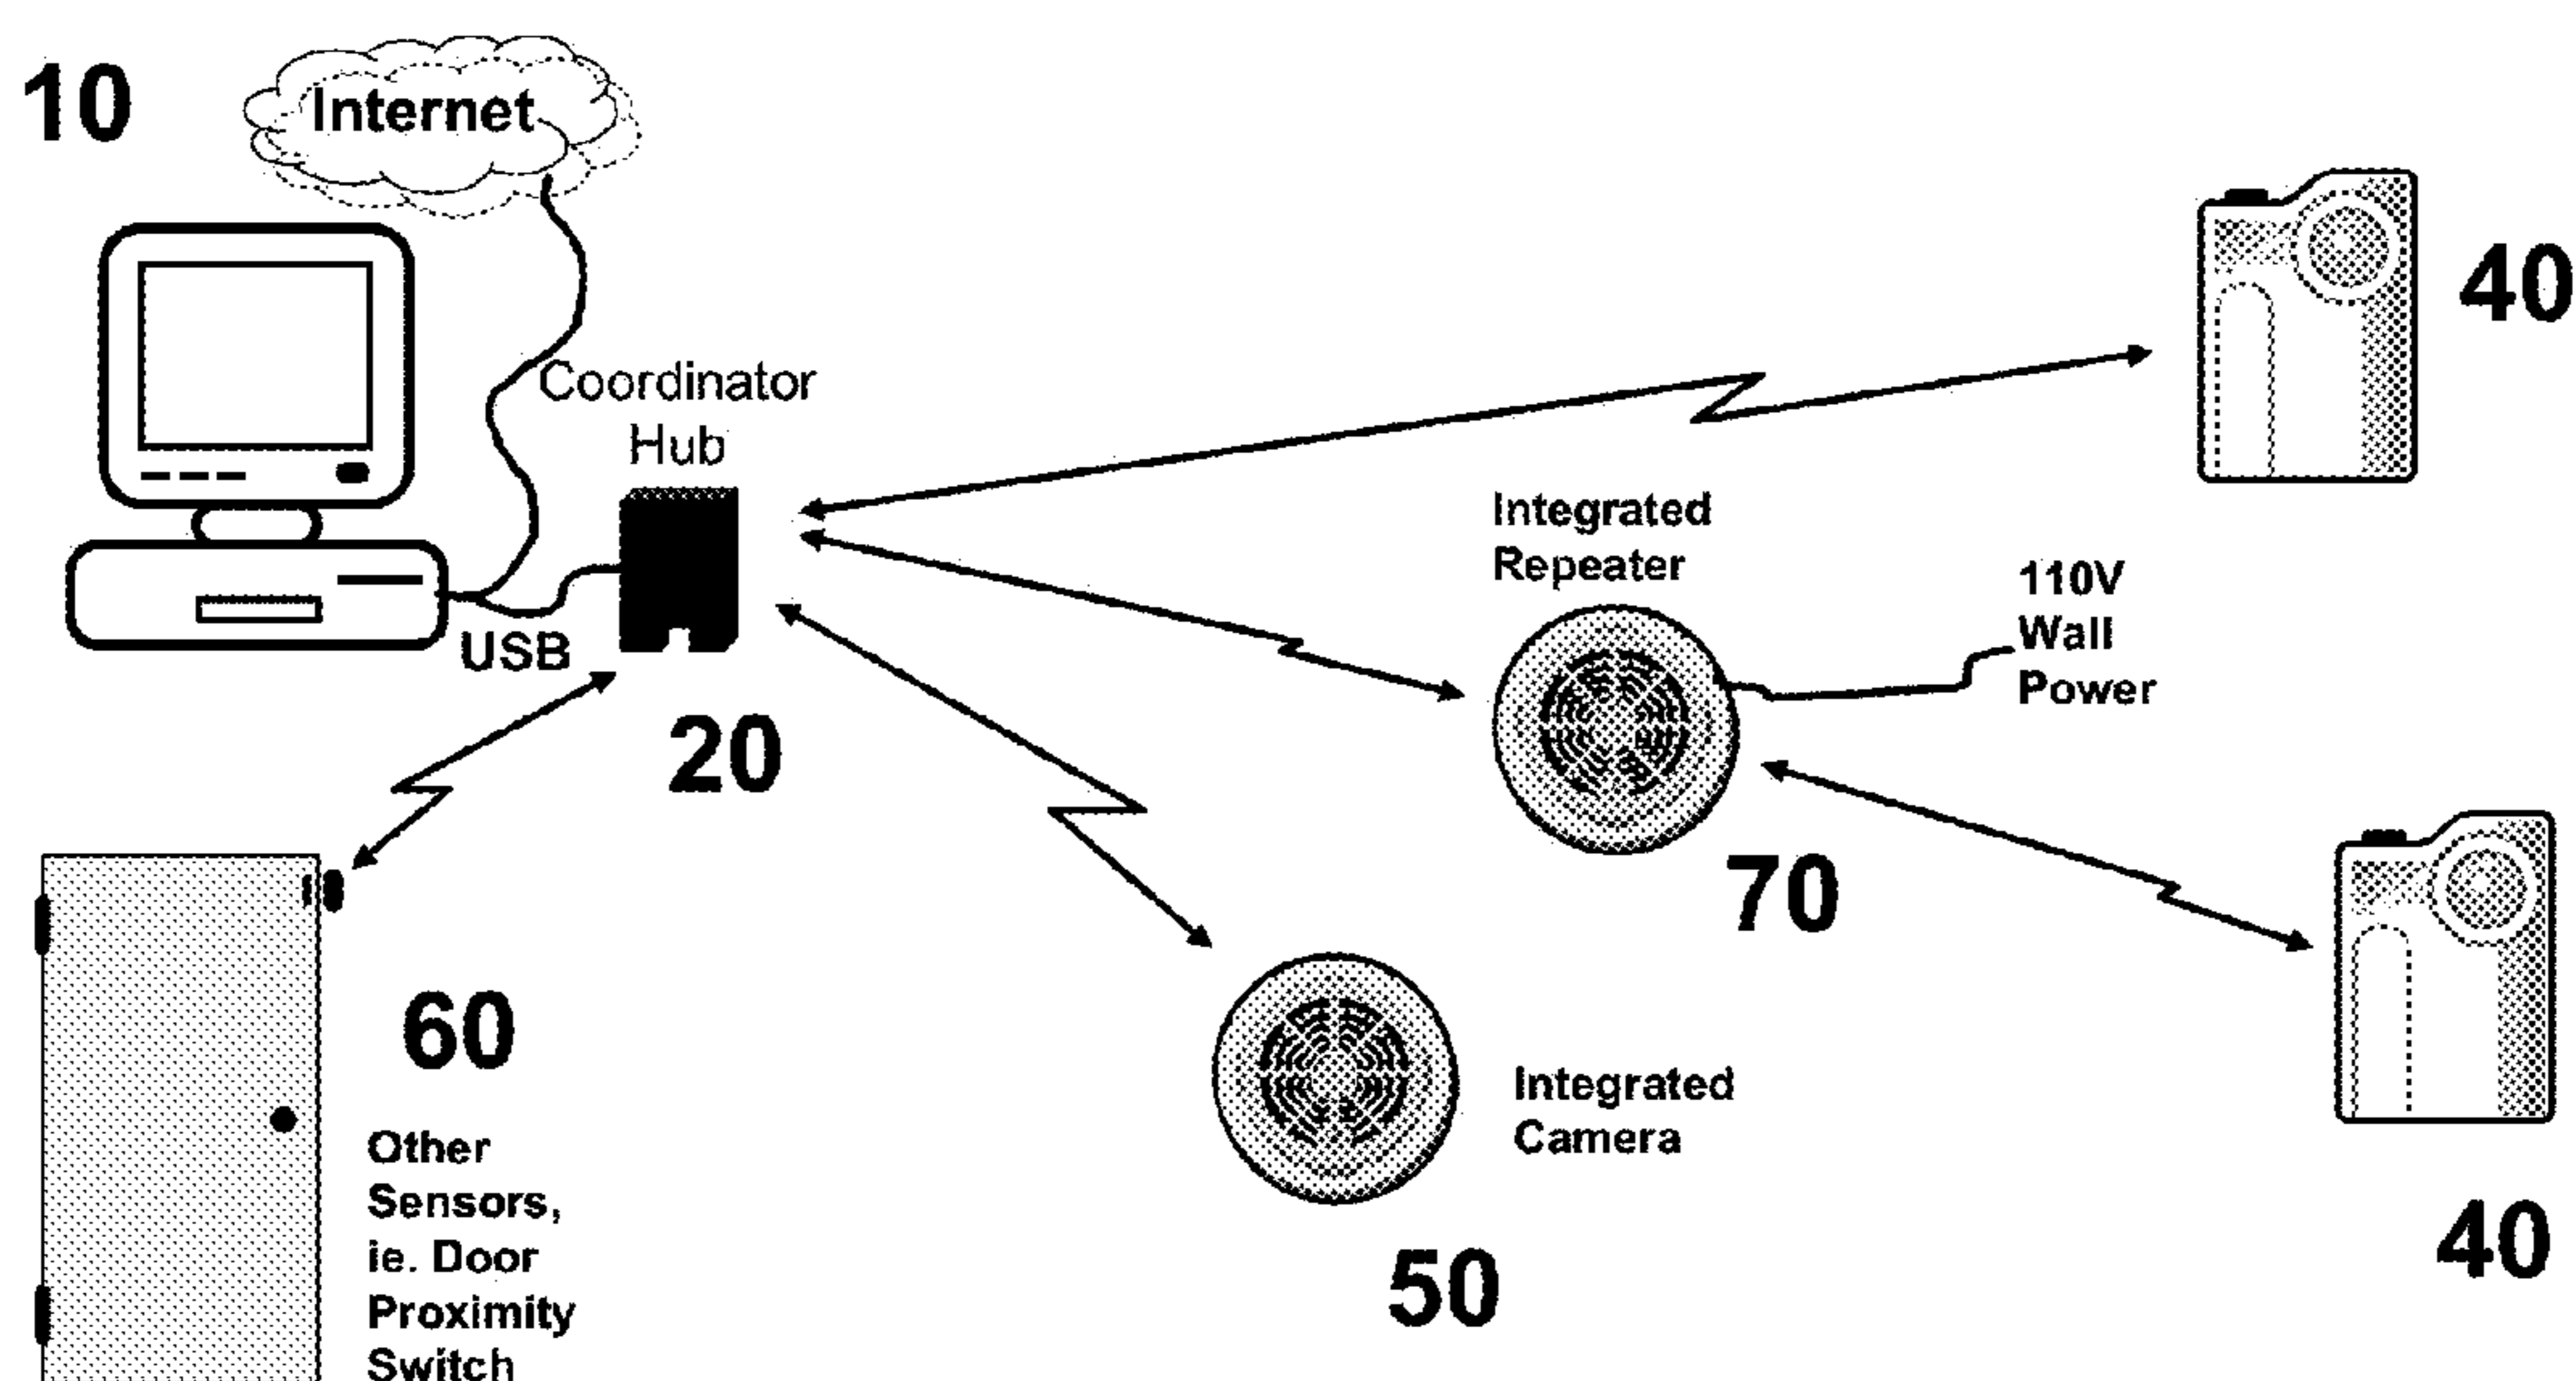 10
Internet
40
Coordinator
Hub
Integrated
Repeater
110V
Wall
Power
USB
20
70
60
Integrated
Camera
Other
Sensors,
ie. Door
Proximity
Switch
50
40